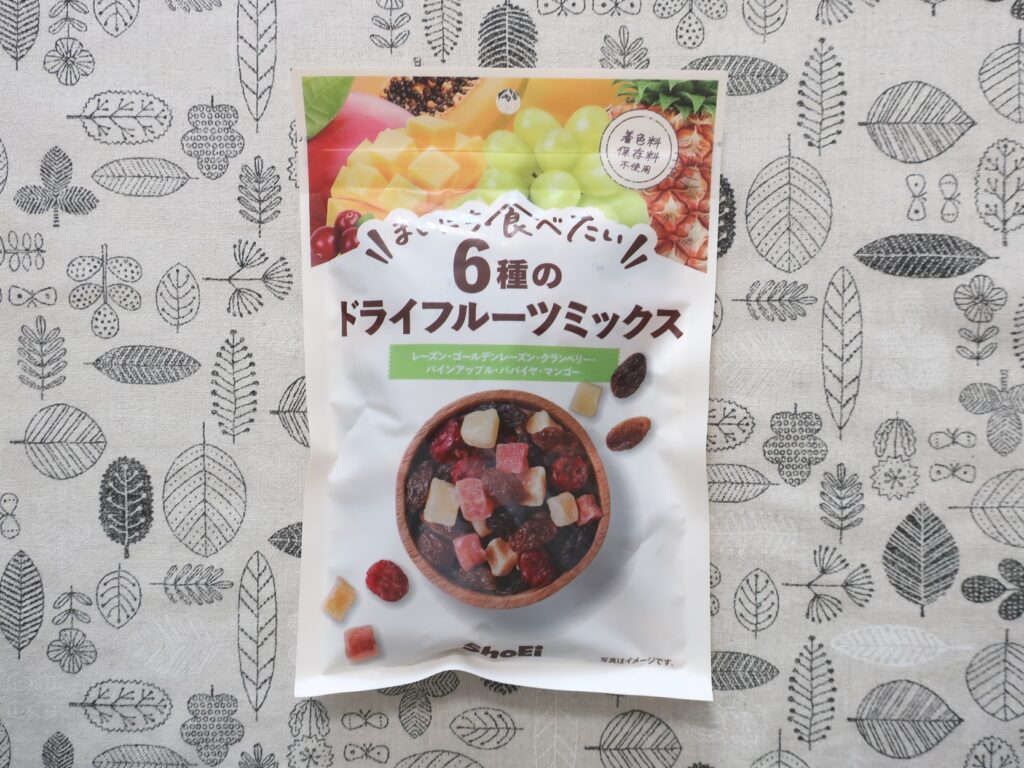 着色料
保存料
不使用
まいにち食べたい
6種の
ドライフルーツミックス
レーズン・ゴールデンレーズン・クランベリー・
パインアップル・パパイヤ・マンゴー
ShoEi
写真はイメージです。